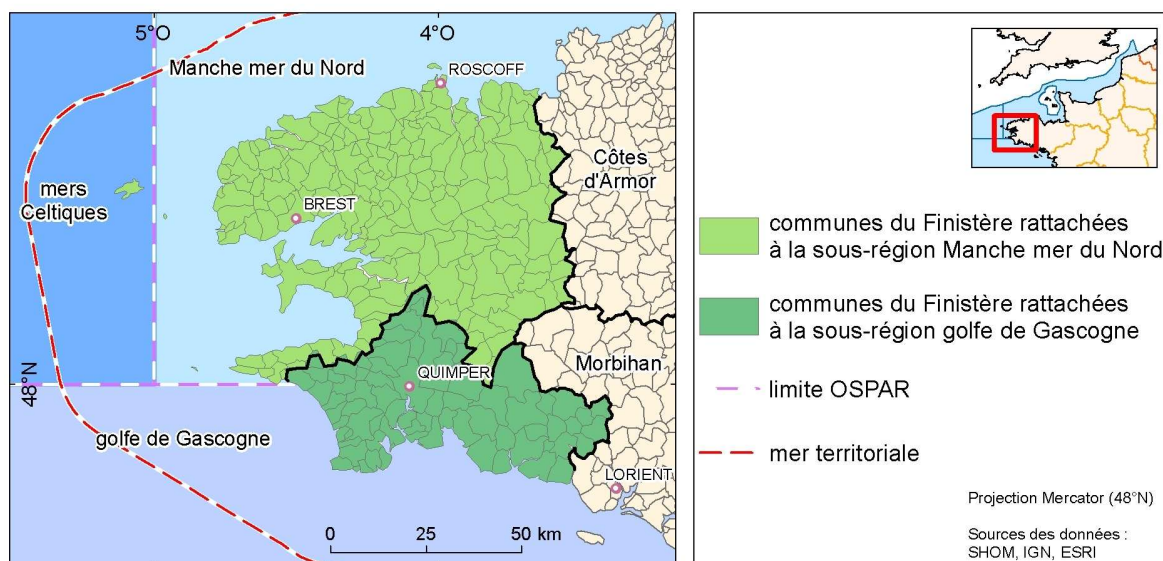 5°O
4°O
Manche mer du Nord
ROSCOFF
Côtes
d'Armor
mers
Celtiques
BREST
Morbihan
48°N
QUIMPER
golfe de Gascogne
LORIENT
0 25 50 km
communes du Finistère rattachées
à la sous-région Manche mer du Nord
communes du Finistère rattachées
à la sous-région golfe de Gascogne
limite OSPAR
mer territoriale
Projection Mercator (48°N)
Sources des données :
SHOM, IGN, ESRI